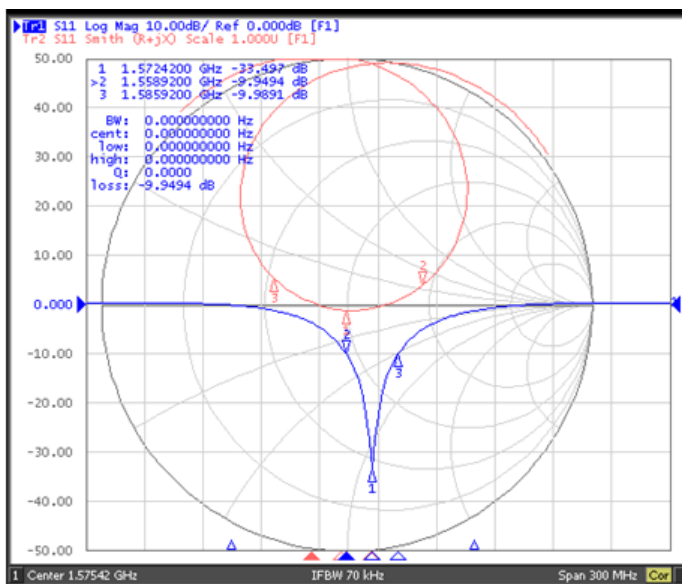 Tr1 S11 Log Mag 10.00dB/ Ref 0.000dB [F1]
Tr2 S11 Smith (R+jX) Scale 1.000U [F1]
50.00
1 1.5724200 GHz -33.497 dB
>2 1.5589200 GHz -9.9494 dB
3 1.5859200 GHz -9.9891 dB
40.00
BW: 0.000000000 Hz
cent: 0.000000000 Hz
low: 0.000000000 Hz
high: 0.000000000 Hz
Q: 0.0000
loss: -9.9494 dB
30.00
20.00
10.00
2
3
0.000
2
-10.00
3
-20.00
-30.00
1
-40.00
-50.00
1 Center 1.57542 GHz IFBW 70 kHz Span 300 MHz Cor